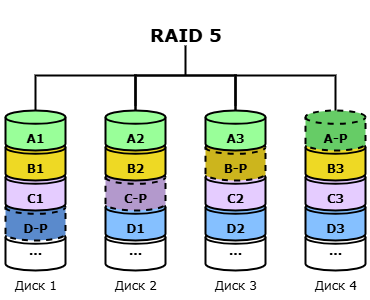 RAID 5
A1 A2 A3 A-P
B1 B2 B-P B3
C1 C-P C2 C3
D-P D1 D2 D3
... ... ... ...
Диск 1 Диск 2 Диск 3 Диск 4